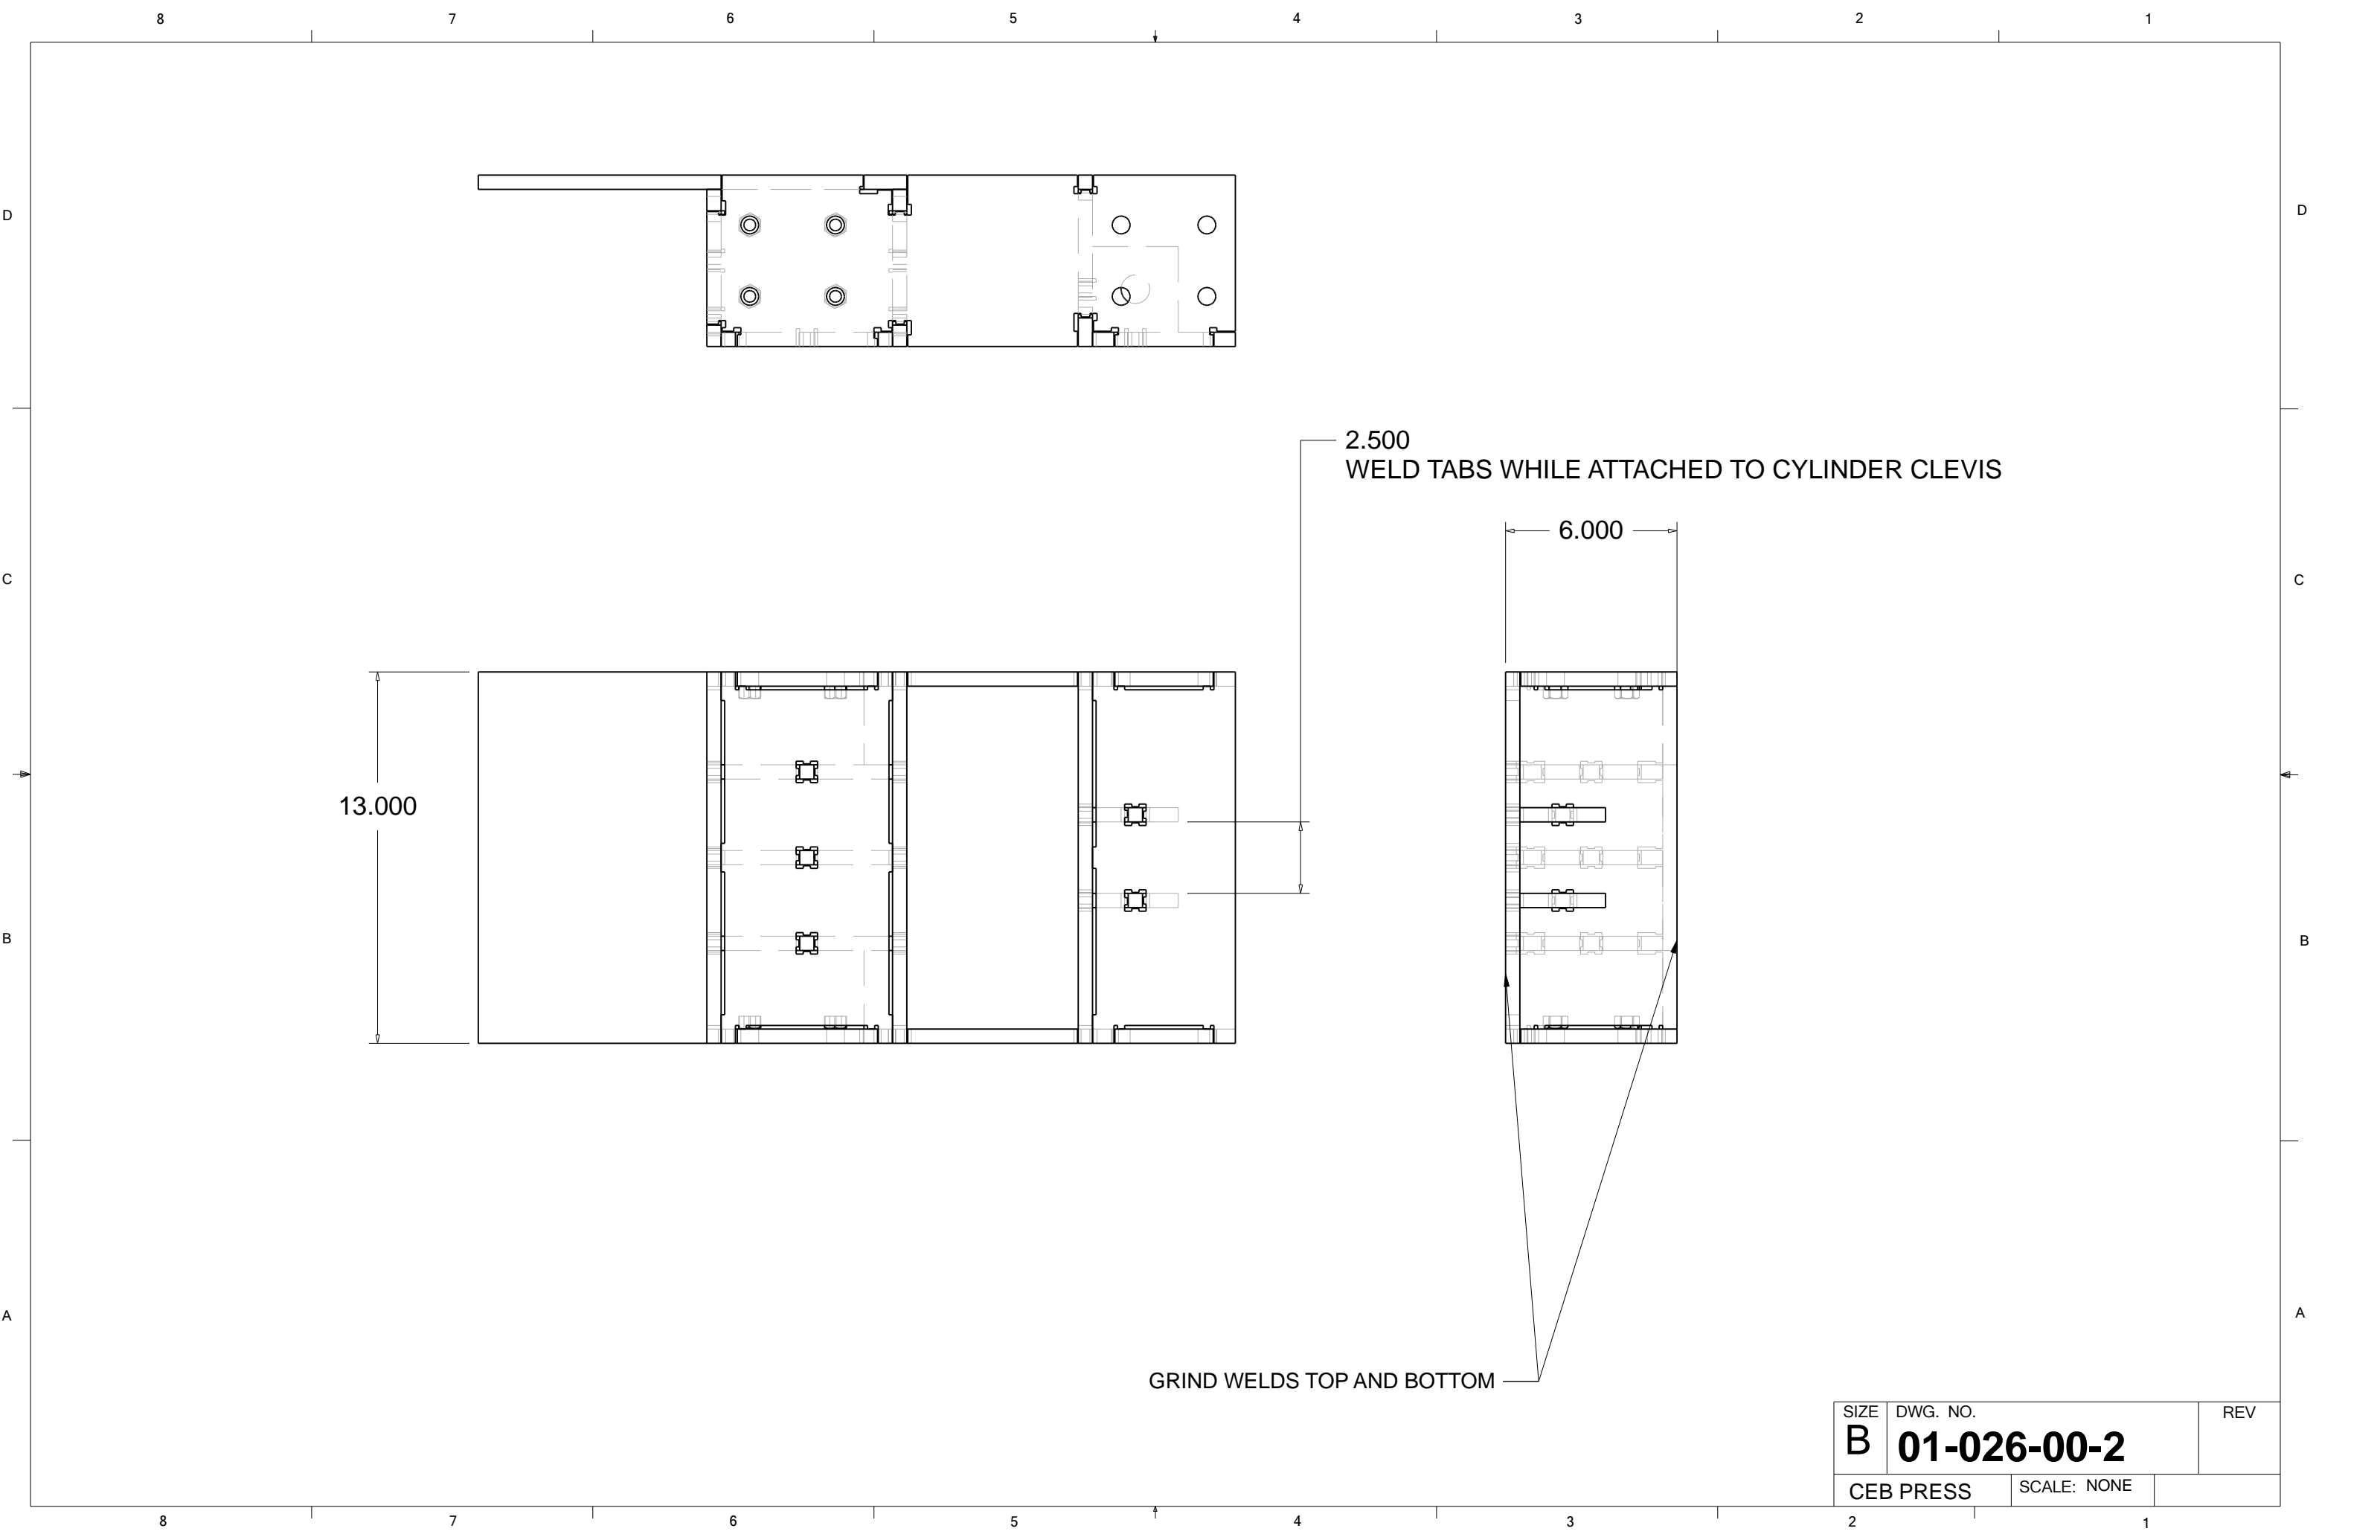 8 7 6 5 4 3 2 1
D D
2.500
WELD TABS WHILE ATTACHED TO CYLINDER CLEVIS
6.000
C C
13.000
B B
A A
GRIND WELDS TOP AND BOTTOM
SIZE DWG. NO. REV
B 01-026-00-2
CEB PRESS SCALE: NONE
8 7 6 5 4 3 2 1